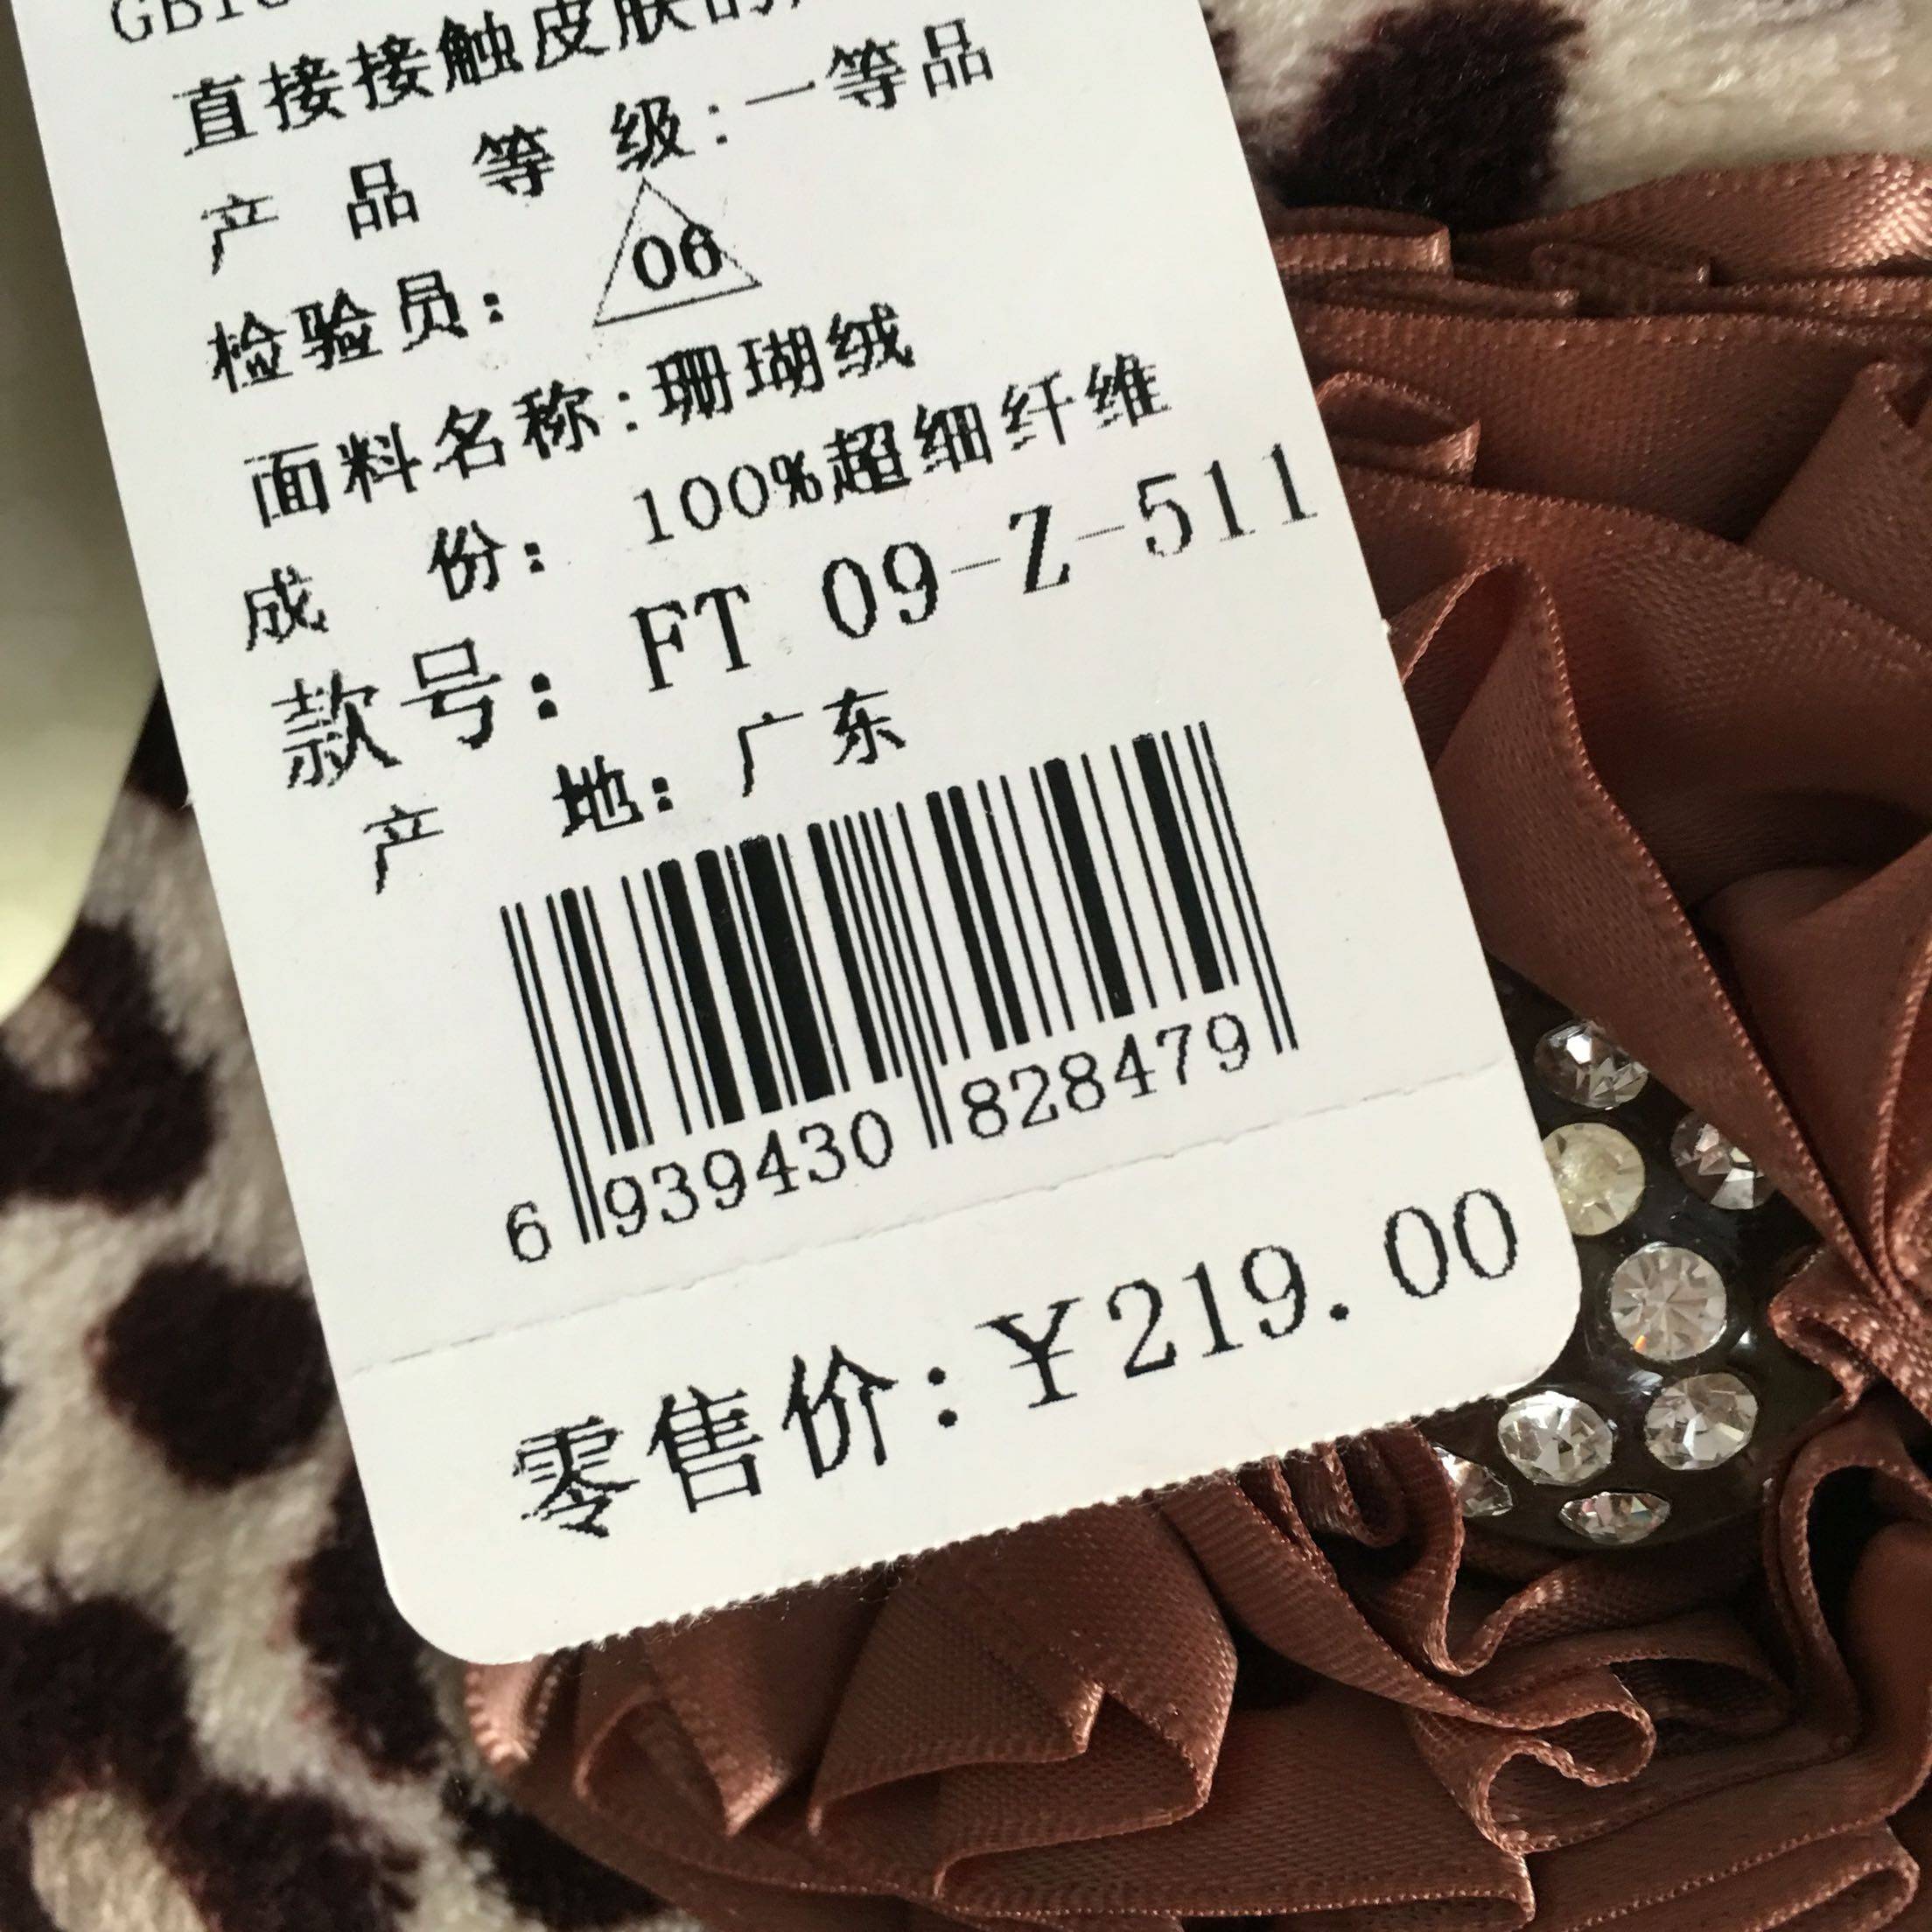 直接接触皮肤的
产品等级:一等品
检验员: 06
面料名称:珊瑚绒
成份: 100%超细纤维
款号: FT 09-Z-511
产地: 广东
6 939430 828479
零售价:¥219.00